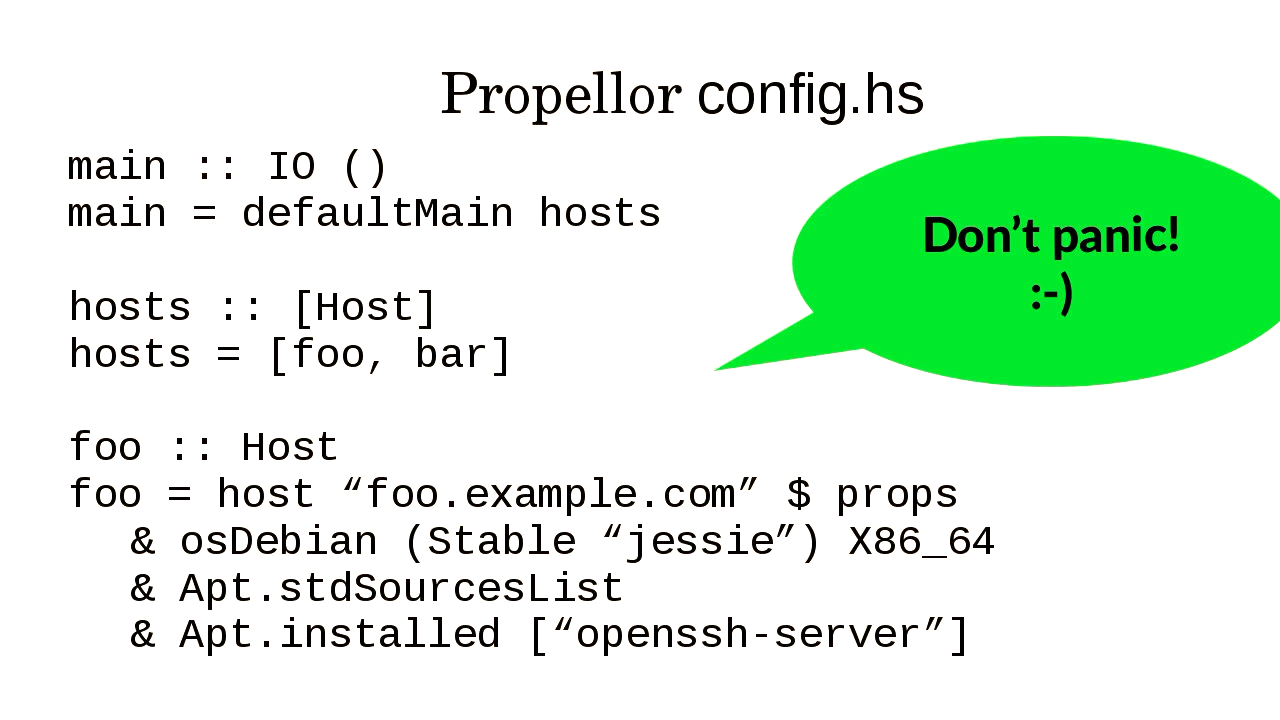 Propellor config.hs
main :: IO ()
main = defaultMain hosts
Don’t panic!
:-)
hosts :: [Host]
hosts = [foo, bar]
foo :: Host
foo = host “foo.example.com” $ props
& osDebian (Stable “jessie”) X86_64
& Apt.stdSourcesList
& Apt.installed [“openssh-server”]